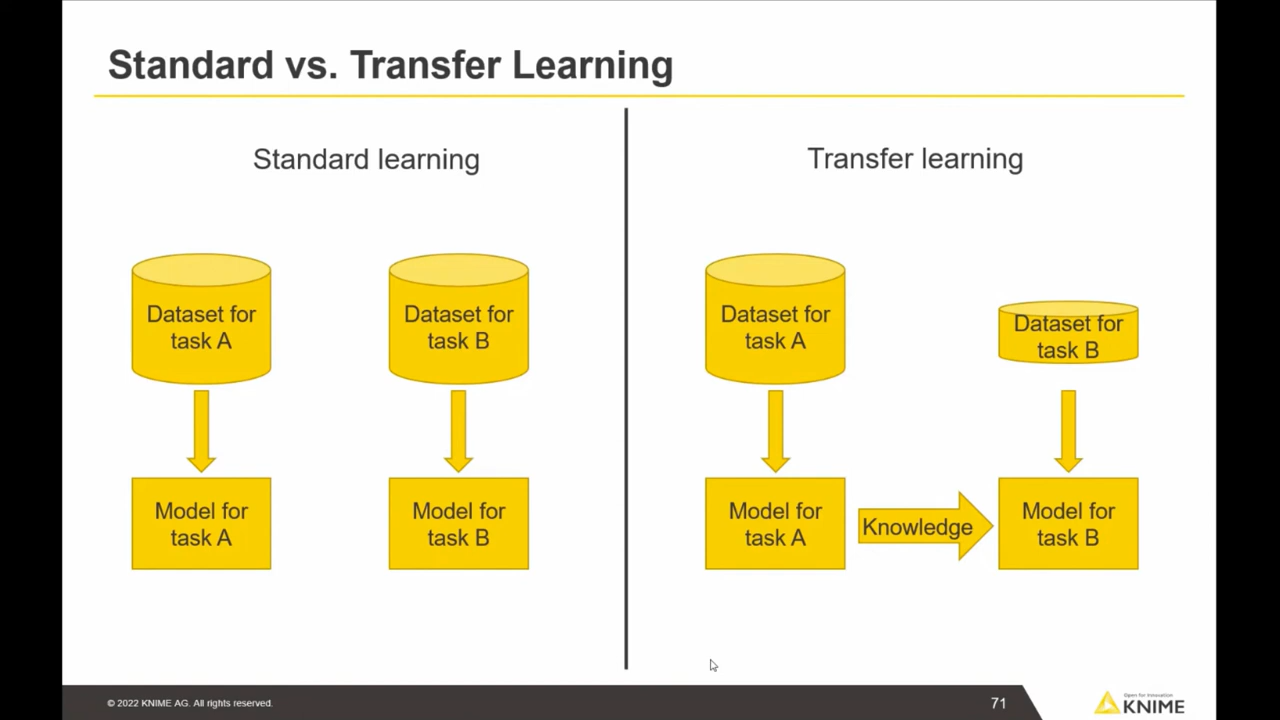 Standard vs. Transfer Learning
Standard learning
Transfer learning
Dataset for
task A
Dataset for
task B
Dataset for
task A
Dataset for
task B
Model for
task A
Model for
task B
Model for
task A
Knowledge
Model for
task B
© 2022 KNIME AG. All rights reserved.
71
Open for Innovation
KNIME